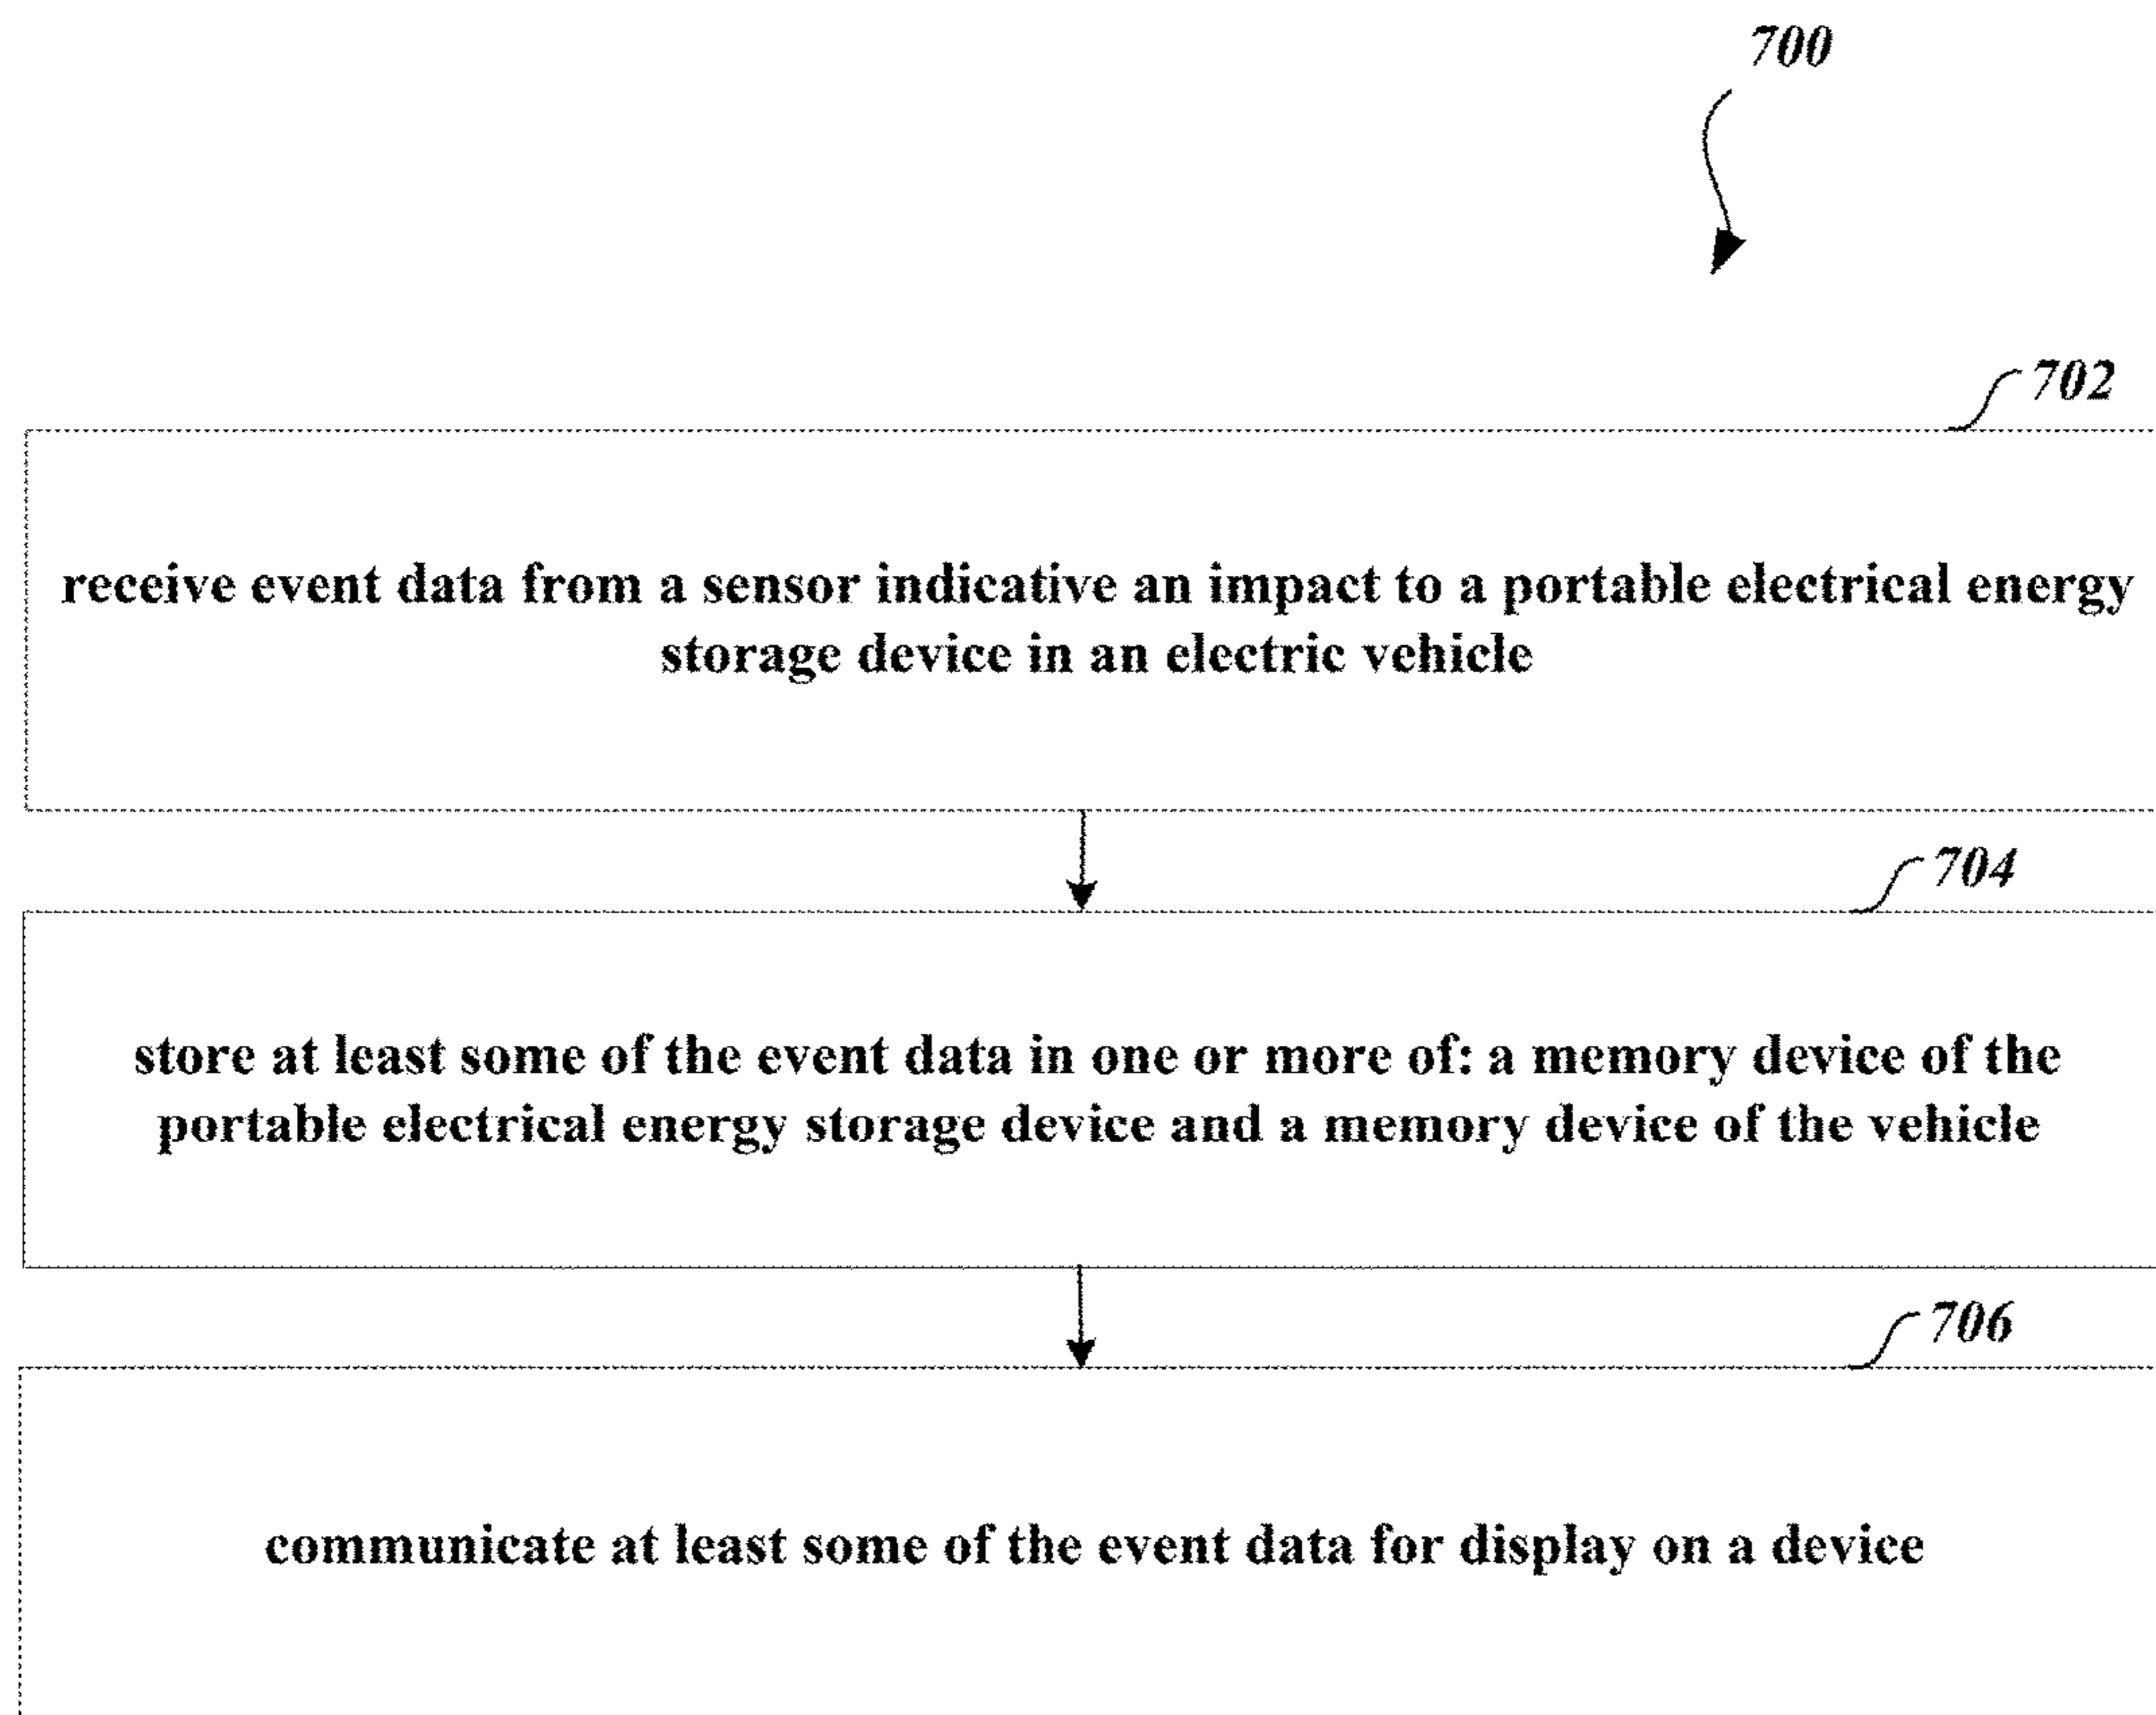 700
702
receive event data from a sensor indicative an impact to a portable electrical energy
storage device in an electric vehicle
704
store at least some of the event data in one or more of: a memory device of the
portable electrical energy storage device and a memory device of the vehicle
706
communicate at least some of the event data for display on a device